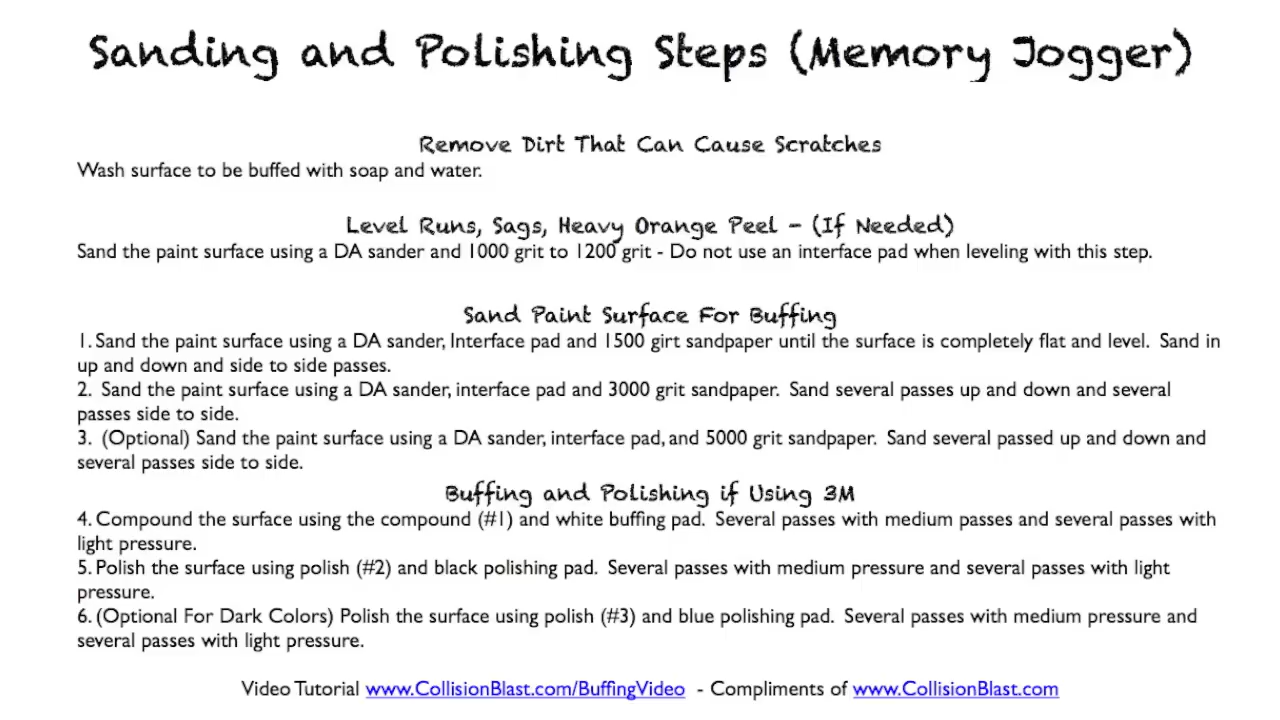 Sanding and Polishing Steps (Memory Jogger)
Remove Dirt That Can Cause Scratches
Wash surface to be buffed with soap and water.
Level Runs, Sags, Heavy Orange Peel - (If Needed)
Sand the paint surface using a DA sander and 1000 grit to 1200 grit - Do not use an interface pad when leveling with this step.
Sand Paint Surface For Buffing
1. Sand the paint surface using a DA sander, Interface pad and 1500 girt sandpaper until the surface is completely flat and level.  Sand in
up and down and side to side passes.
2.  Sand the paint surface using a DA sander, interface pad and 3000 grit sandpaper.  Sand several passes up and down and several
passes side to side.
3.  (Optional) Sand the paint surface using a DA sander, interface pad, and 5000 grit sandpaper.  Sand several passed up and down and
several passes side to side.
Buffing and Polishing if Using 3M
4. Compound the surface using the compound (#1) and white buffing pad.  Several passes with medium passes and several passes with
light pressure.
5. Polish the surface using polish (#2) and black polishing pad.  Several passes with medium pressure and several passes with light
pressure.
6. (Optional For Dark Colors) Polish the surface using polish (#3) and blue polishing pad.  Several passes with medium pressure and
several passes with light pressure.
Video Tutorial www.CollisionBlast.com/BuffingVideo  - Compliments of www.CollisionBlast.com